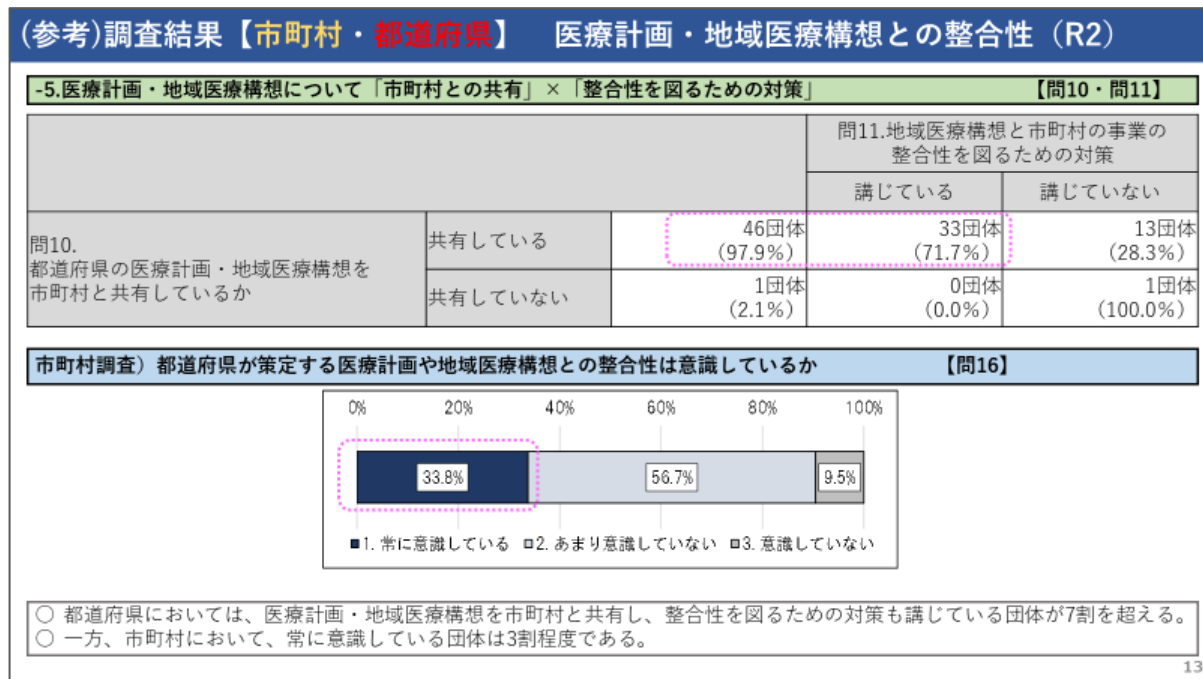 (参考)調査結果【市町村・都道府県】 医療計画・地域医療構想との整合性（R2）
-5.医療計画・地域医療構想について「市町村との共有」×「整合性を図るための対策」 【問10・問11】
問11.地域医療構想と市町村の事業の
整合性を図るための対策
講じている 講じていない
問10.
都道府県の医療計画・地域医療構想を
市町村と共有しているか
共有している 46団体 33団体 13団体
(97.9%) (71.7%) (28.3%)
共有していない 1団体 0団体 1団体
(2.1%) (0.0%) (100.0%)
市町村調査）都道府県が策定する医療計画や地域医療構想との整合性は意識しているか 【問16】
0% 20% 40% 60% 80% 100%
33.8% 56.7% 9.5%
■1. 常に意識している □2. あまり意識していない □3. 意識していない
○ 都道府県においては、医療計画・地域医療構想を市町村と共有し、整合性を図るための対策も講じている団体が7割を超える。
○ 一方、市町村において、常に意識している団体は3割程度である。
13